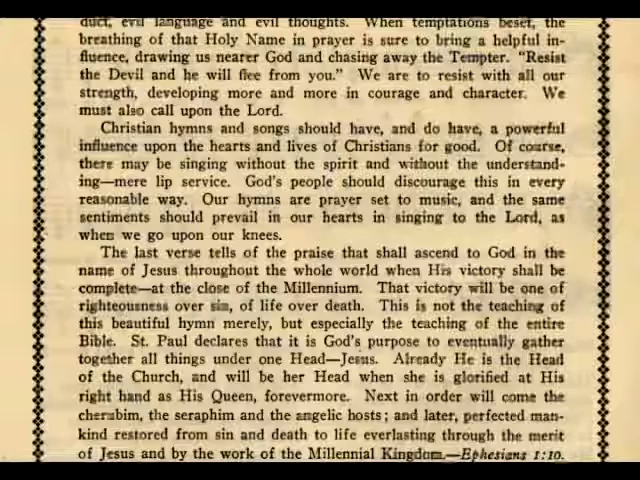 duct, evil language and evil thoughts. When temptations beset, the
breathing of that Holy Name in prayer is sure to bring a helpful in-
fluence, drawing us nearer God and chasing away the Tempter. "Resist
the Devil and he will flee from you." We are to resist with all our
strength, developing more and more in courage and character. We
must also call upon the Lord.
Christian hymns and songs should have, and do have, a powerful
influence upon the hearts and lives of Christians for good. Of course,
there may be singing without the spirit and without the understand-
ing—mere lip service. God's people should discourage this in every
reasonable way. Our hymns are prayer set to music, and the same
sentiments should prevail in our hearts in singing to the Lord, as
when we go upon our knees.
The last verse tells of the praise that shall ascend to God in the
name of Jesus throughout the whole world when His victory shall be
complete—at the close of the Millennium. That victory will be one of
righteousness over sin, of life over death. This is not the teaching of
this beautiful hymn merely, but especially the teaching of the entire
Bible. St. Paul declares that it is God's purpose to eventually gather
together all things under one Head—Jesus. Already He is the Head
of the Church, and will be her Head when she is glorified at His
right hand as His Queen, forevermore. Next in order will come the
cherubim, the seraphim and the angelic hosts; and later, perfected man-
kind restored from sin and death to life everlasting through the merit
of Jesus and by the work of the Millennial Kingdom.—Ephesians 1:10.